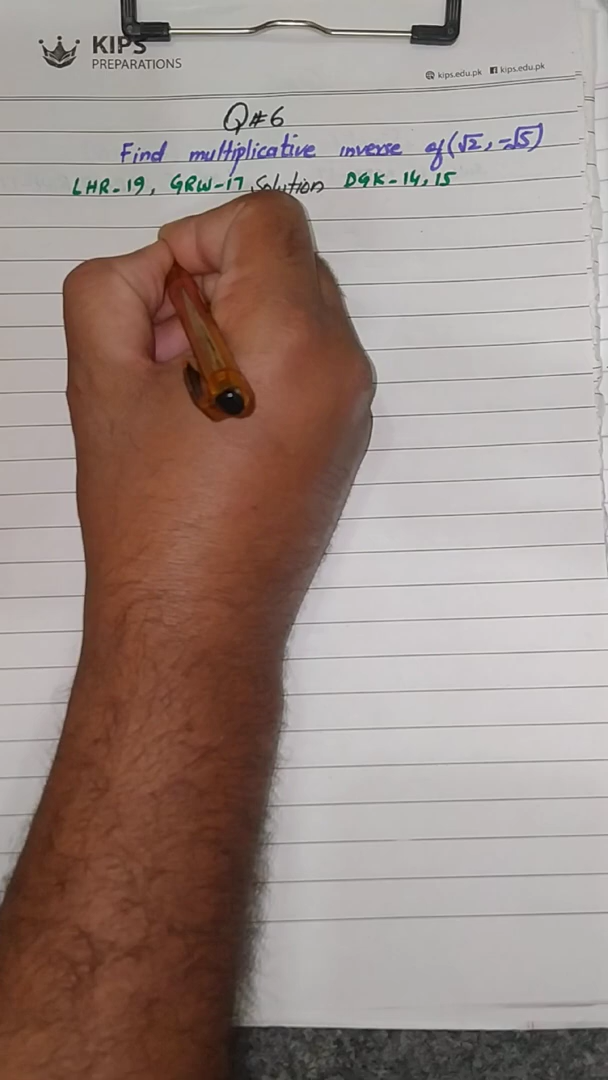 KIPS
PREPARATIONS
kips.edu.pk kips.edu.pk
Q#6
Find multiplicative inverse of (√2, -√5)
LHR-19, GRW-17 Solution DGK-14,15